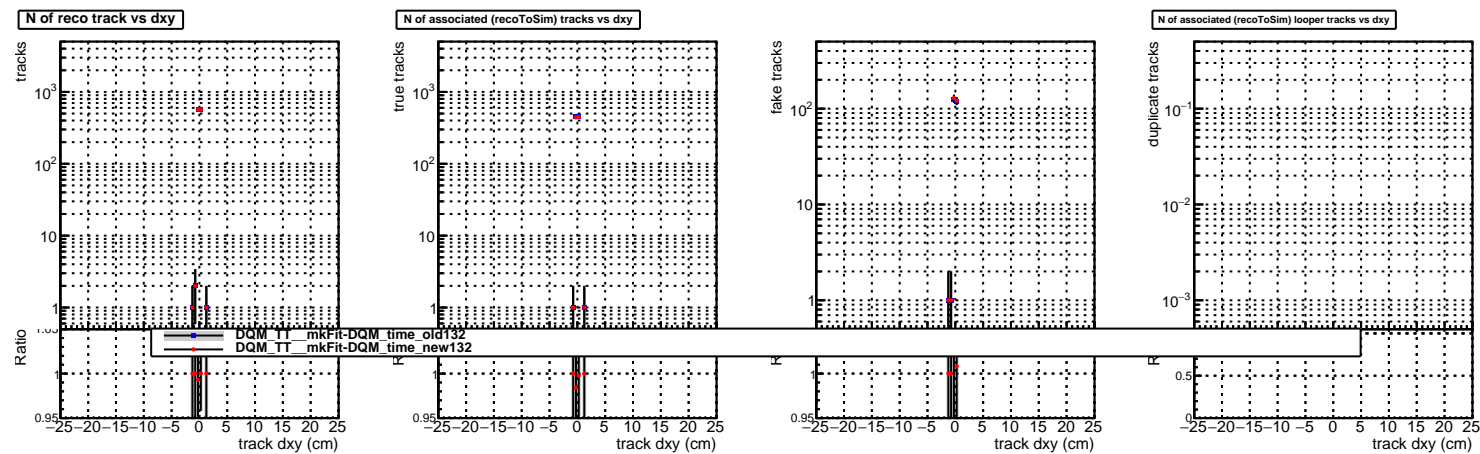 N of reco track vs dxy
tracks
10³
10²
10
1
Ratio
1
0.95
−25 −20 −15 −10 −5 0 5 10 15 20 25
track dxy (cm)
N of associated (recoToSim) tracks vs dxy
true tracks
10³
10²
10
1
1
0.95
−25 −20 −15 −10 −5 0 5 10 15 20 25
track dxy (cm)
fake tracks
10²
10
1
1
0.95
−25 −20 −15 −10 −5 0 5 10 15 20 25
track dxy (cm)
N of associated (recoToSim) looper tracks vs dxy
duplicate tracks
10⁻¹
10⁻²
10⁻³
0.5
0
−25 −20 −15 −10 −5 0 5 10 15 20 25
track dxy (cm)
DQM_TT__mkFit-DQM_time_old132
DQM_TT__mkFit-DQM_time_new132